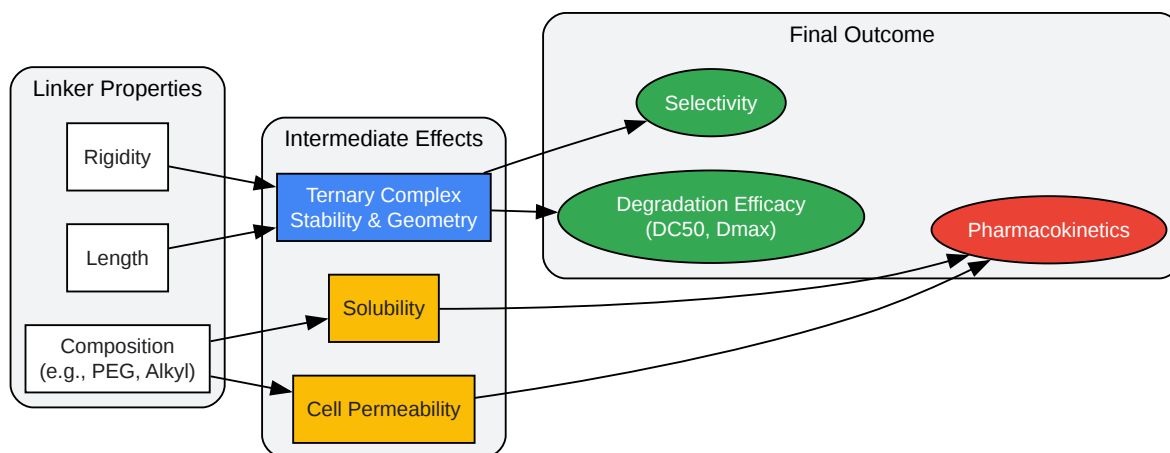 Linker Properties
Rigidity
Length
Composition
(e.g., PEG, Alkyl)
Intermediate Effects
Ternary Complex
Stability & Geometry
Solubility
Cell Permeability
Final Outcome
Selectivity
Degradation Efficacy
(DC50, Dmax)
Pharmacokinetics